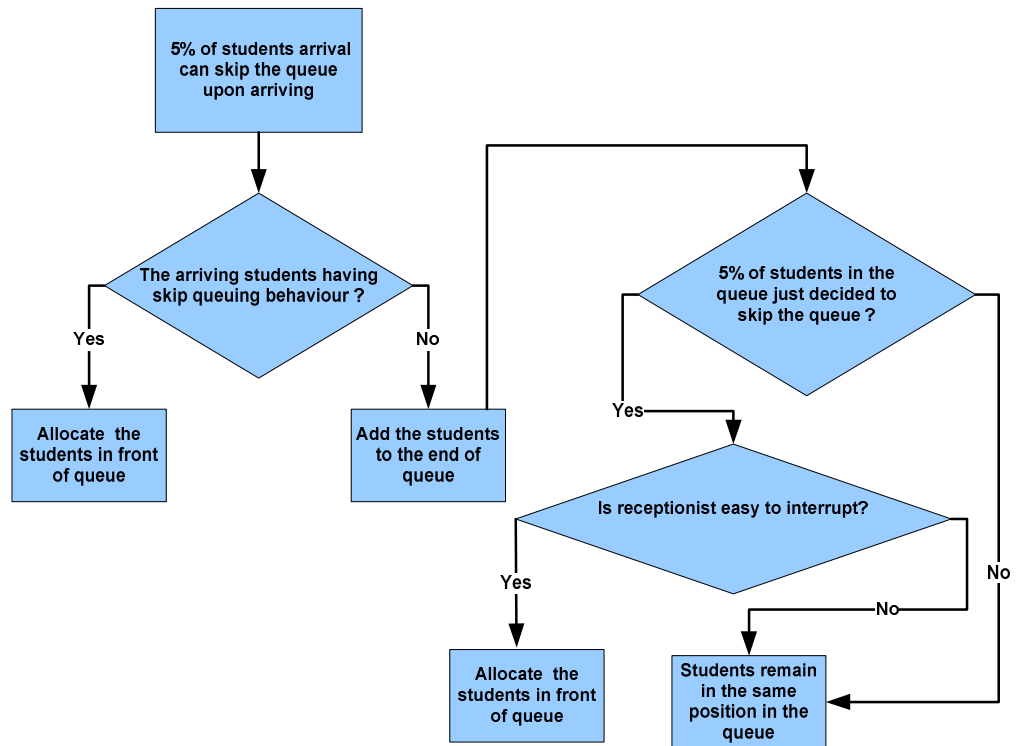 5% of students arrival
can skip the queue
upon arriving
The arriving students having
skip queuing behaviour ?
Yes
No
Allocate the
students in front
of queue
Add the students
to the end of
queue
5% of students in the
queue just decided to
skip the queue ?
Yes
No
Is receptionist easy to interrupt?
Yes
No
Allocate the
students in front
of queue
Students remain
in the same
position in the
queue